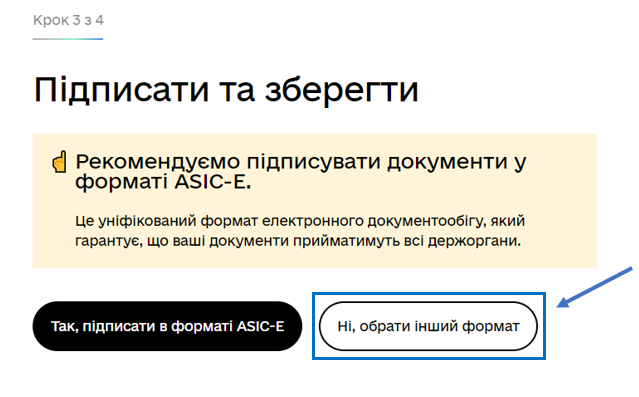 Крок 3 з 4
Підписати та зберегти
Рекомендуємо підписувати документи у
форматі ASIC-E.
Це уніфікований формат електронного документообігу, який
гарантує, що ваші документи прийматимуть всі держоргани.
Так, підписати в форматі ASIC-E
Ні, обрати інший формат